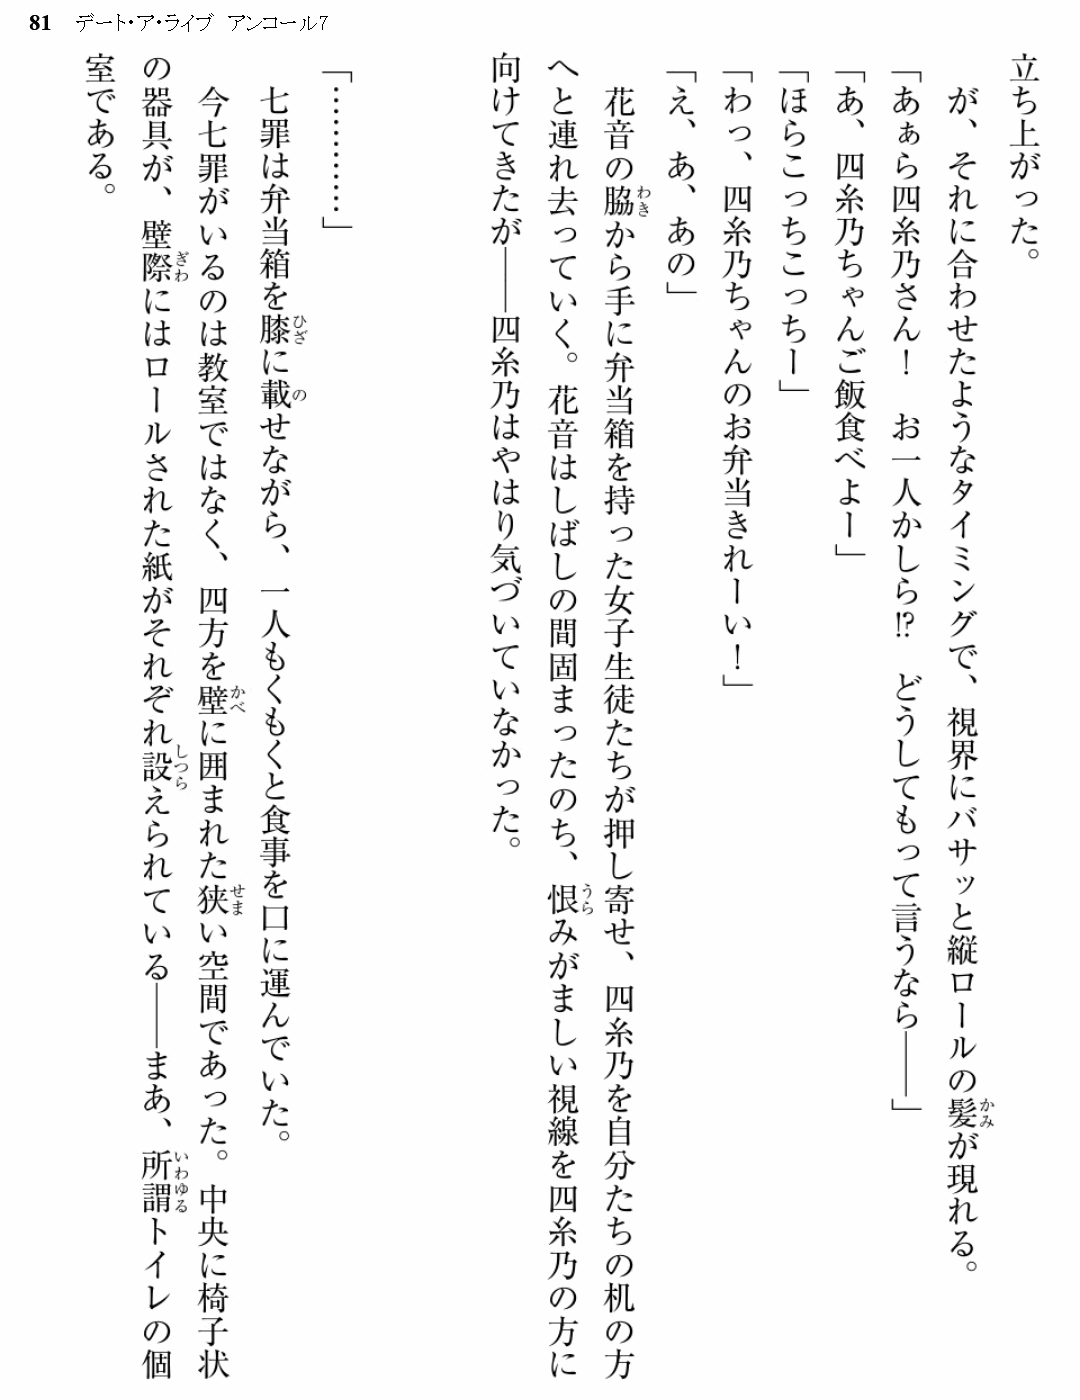 81 デート・ア・ライブ アンコール7
立ち上がった。
　が、それに合わせたようなタイミングで、視界にバサッと縦ロールの髪が現れる。
「あぁら四糸乃さん！　お一人かしら⁉　どうしてもって言うなら――」
「あ、四糸乃ちゃんご飯食べよー」
「ほらこっちこっちー」
「わっ、四糸乃ちゃんのお弁当きれーい！」
「え、あ、あの」
　花音の脇から手に弁当箱を持った女子生徒たちが押し寄せ、四糸乃を自分たちの机の方
へと連れ去っていく。花音はしばしの間固まったのち、恨みがましい視線を四糸乃の方に
向けてきたが――四糸乃はやはり気づいていなかった。
「…………」
　七罪は弁当箱を膝に載せながら、一人もくもくと食事を口に運んでいた。
　今七罪がいるのは教室ではなく、四方を壁に囲まれた狭い空間であった。中央に椅子状
の器具が、壁際にはロールされた紙がそれぞれ設えられている――まあ、所謂トイレの個
室である。